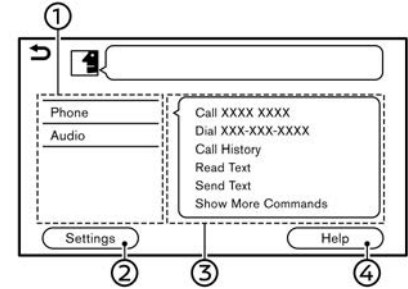 ①
Phone
Audio
Call XXXX XXXX
Dial XXX-XXX-XXXX
Call History
Read Text
Send Text
Show More Commands
Settings
Help
②
③
④